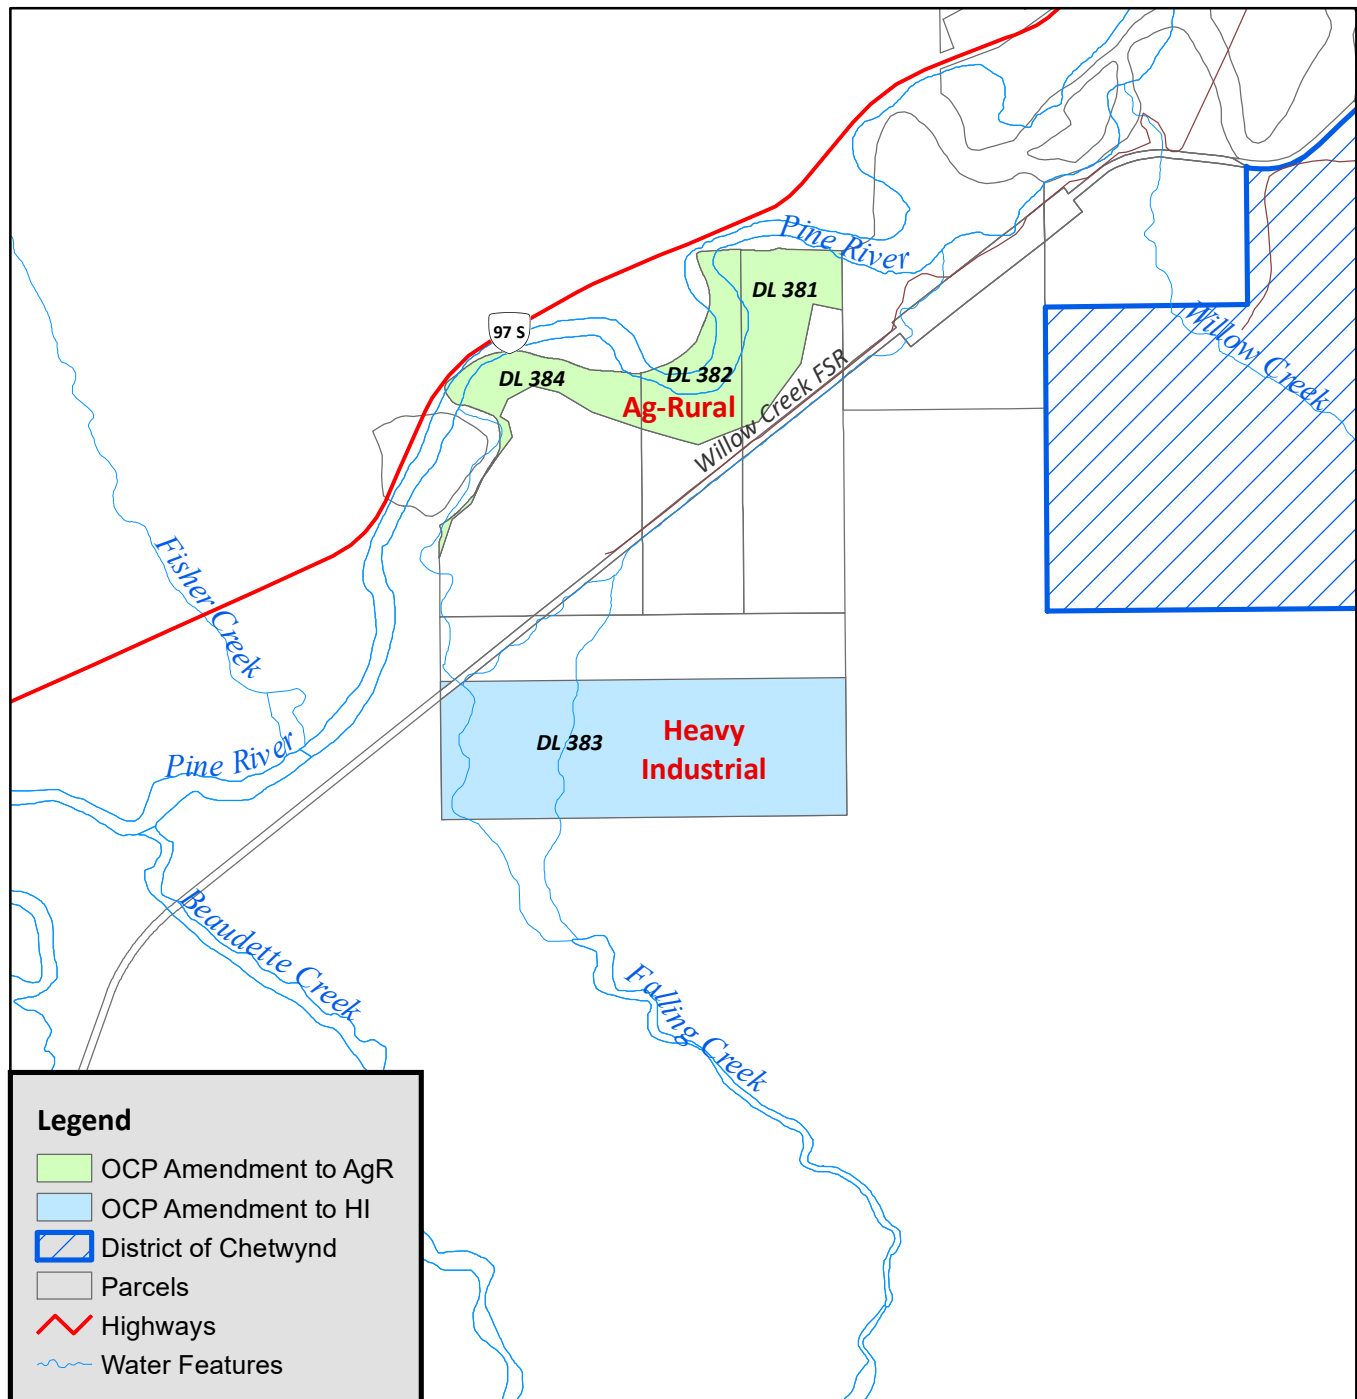 Pine River
DL 381
97 S
DL 384
DL 382
Ag-Rural
Willow Creek FSR
Willow Creek
Fisher Creek
Pine River
DL 383
Heavy
Industrial
Beaudette Creek
Falling Creek
Legend
OCP Amendment to AgR
OCP Amendment to HI
District of Chetwynd
Parcels
Highways
Water Features